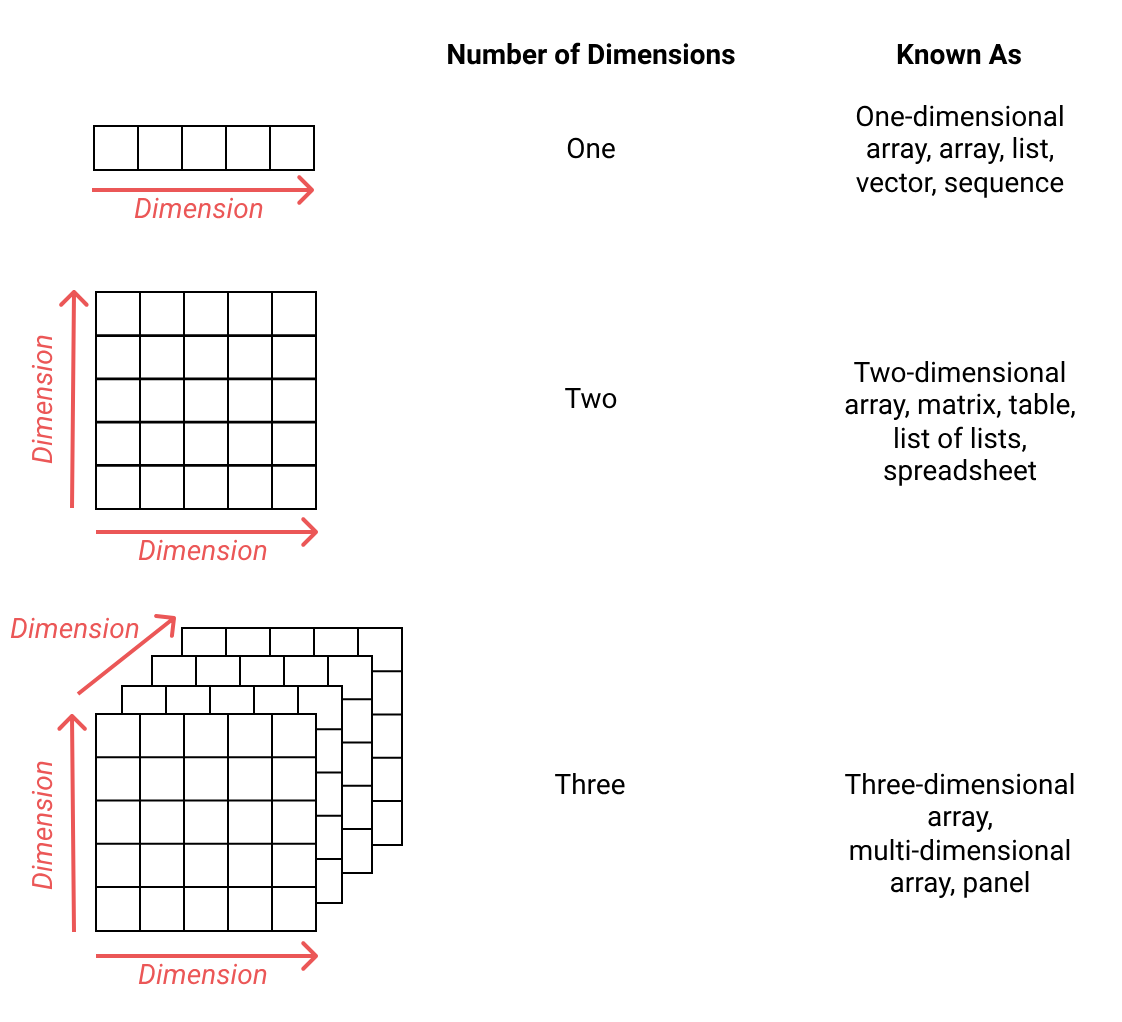 Number of Dimensions
Known As
One
One-dimensional
array, array, list,
vector, sequence
Dimension
Dimension
Two
Two-dimensional
array, matrix, table,
list of lists,
spreadsheet
Dimension
Dimension
Dimension
Three
Three-dimensional
array,
multi-dimensional
array, panel
Dimension